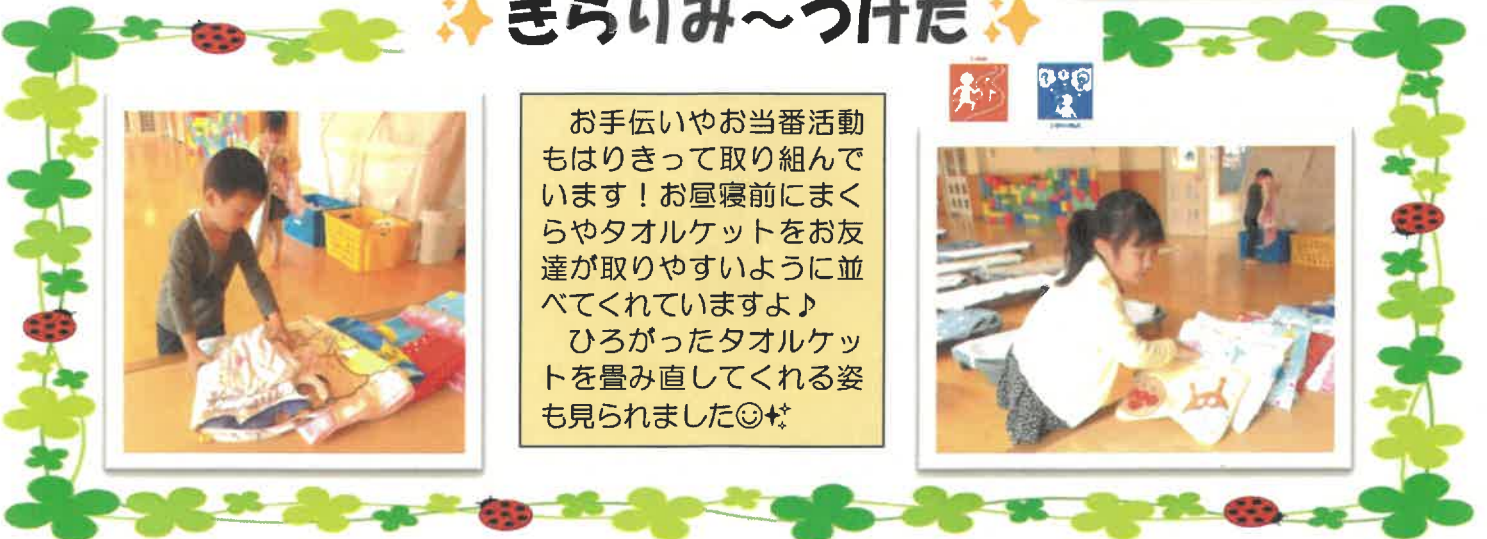 きらりみ～つけた
お手伝いやお当番活動
もはりきって取り組んで
います！お昼寝前にまく
らやタオルケットをお友
達が取りやすいように並
べてくれていますよ♪
ひろがったタオルケッ
トを畳み直してくれる姿
も見られました☺